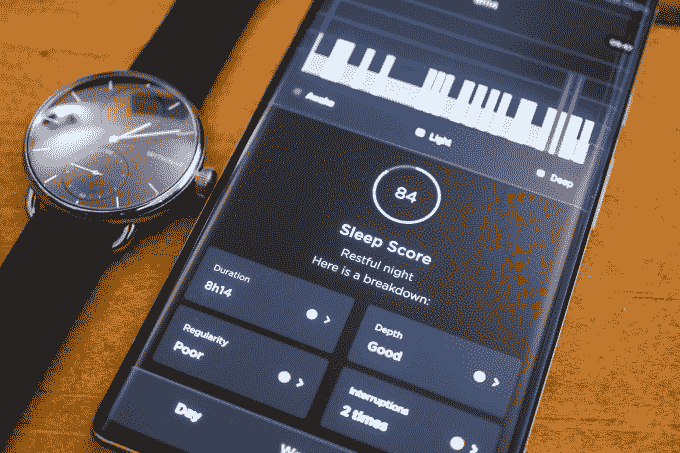 Awake
Light
Deep
84
Sleep Score
Restful night
Here is a breakdown:
Duration
8h14
Depth
Good
Regularity
Poor
Interruptions
2 times
Day